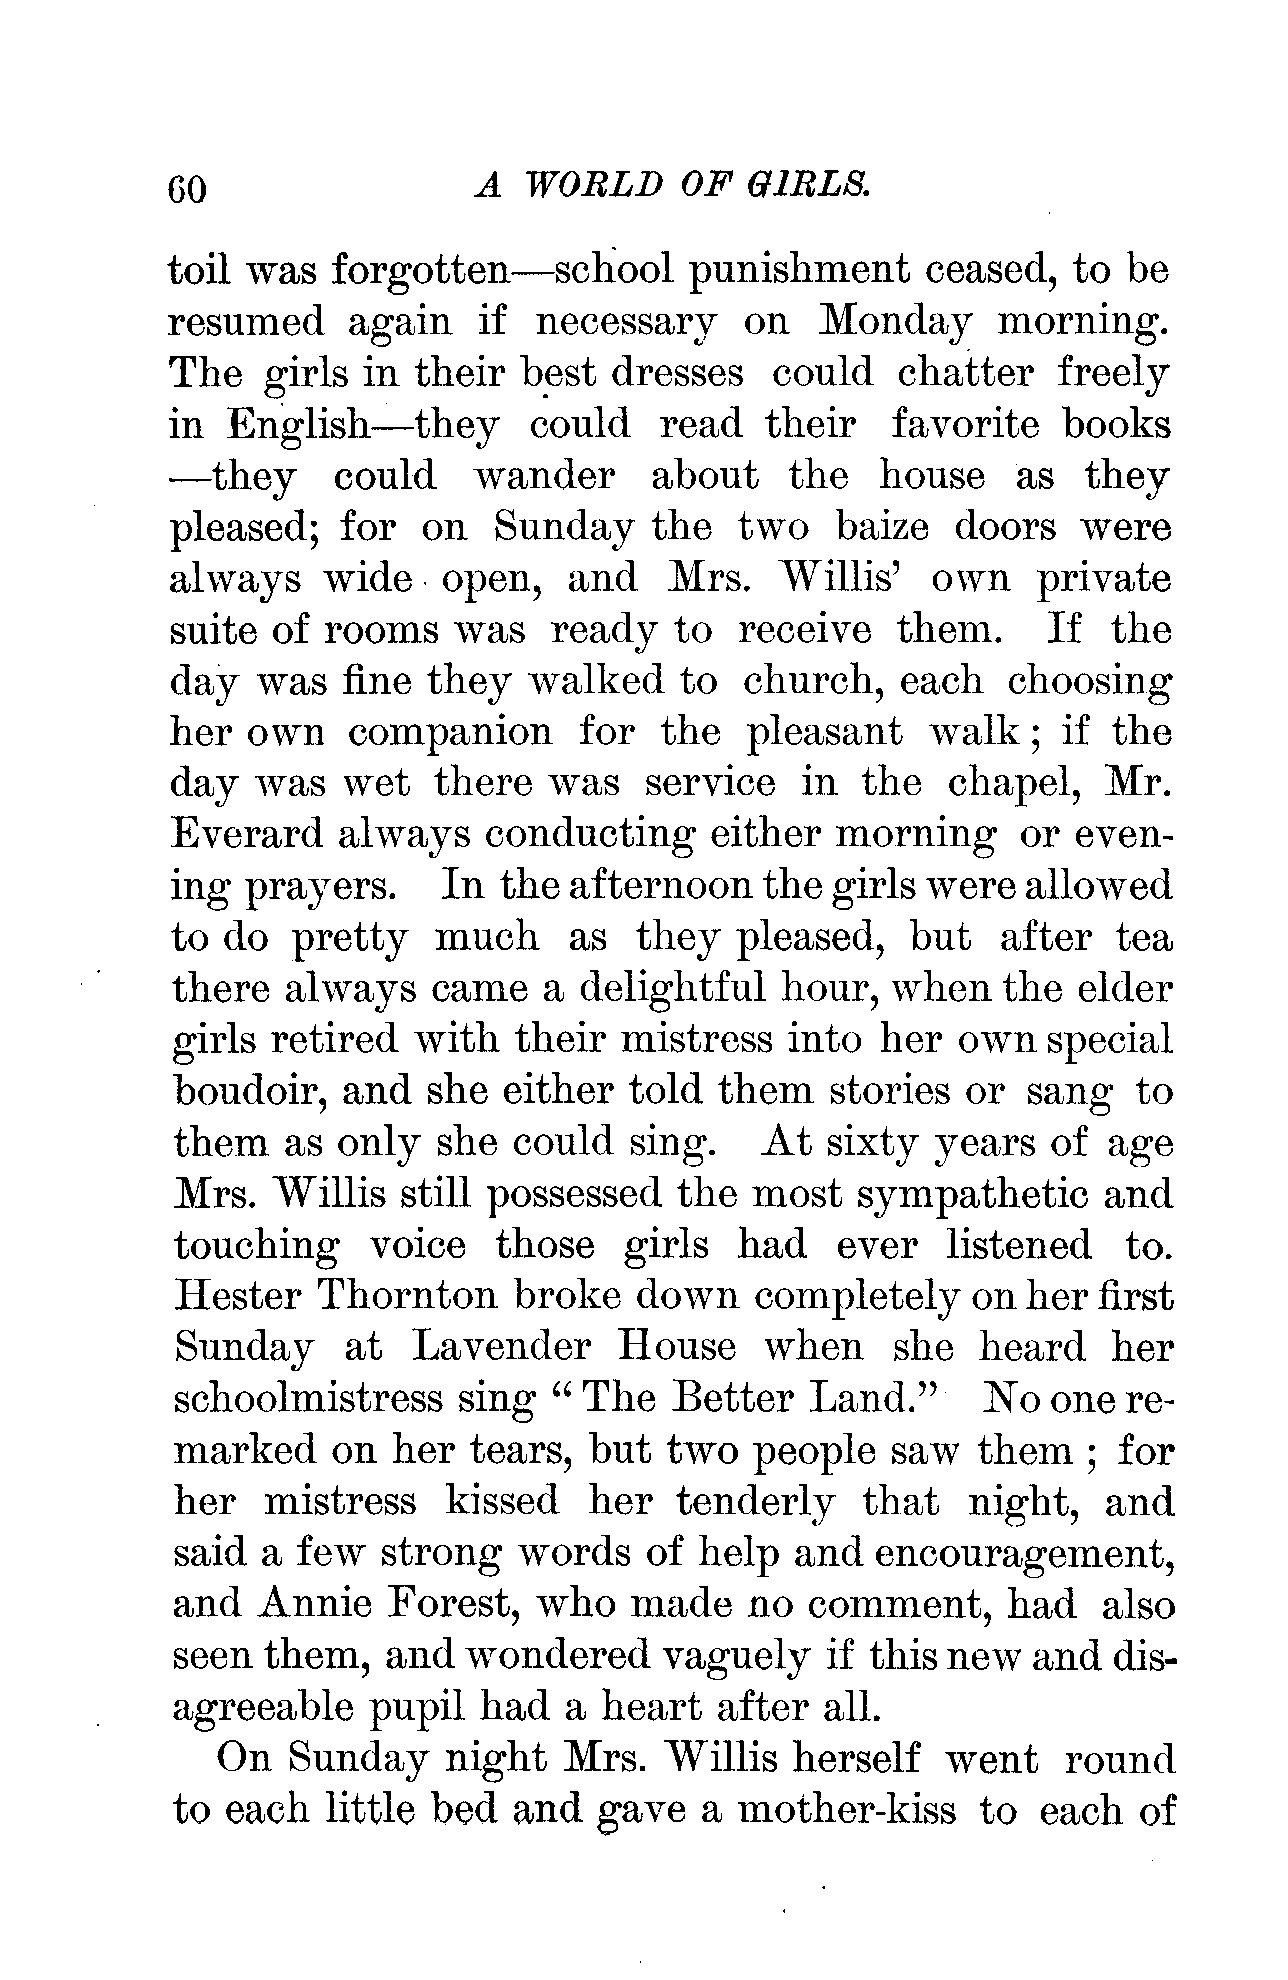 60 A WORLD OF GIRLS.
toil was forgotten—school punishment ceased, to be
resumed again if necessary on Monday morning.
The girls in their best dresses could chatter freely
in English—they could read their favorite books
—they could wander about the house as they
pleased; for on Sunday the two baize doors were
always wide open, and Mrs. Willis' own private
suite of rooms was ready to receive them. If the
day was fine they walked to church, each choosing
her own companion for the pleasant walk; if the
day was wet there was service in the chapel, Mr.
Everard always conducting either morning or even-
ing prayers. In the afternoon the girls were allowed
to do pretty much as they pleased, but after tea
there always came a delightful hour, when the elder
girls retired with their mistress into her own special
boudoir, and she either told them stories or sang to
them as only she could sing. At sixty years of age
Mrs. Willis still possessed the most sympathetic and
touching voice those girls had ever listened to.
Hester Thornton broke down completely on her first
Sunday at Lavender House when she heard her
schoolmistress sing "The Better Land." No one re-
marked on her tears, but two people saw them; for
her mistress kissed her tenderly that night, and
said a few strong words of help and encouragement,
and Annie Forest, who made no comment, had also
seen them, and wondered vaguely if this new and dis-
agreeable pupil had a heart after all.
On Sunday night Mrs. Willis herself went round
to each little bed and gave a mother-kiss to each of